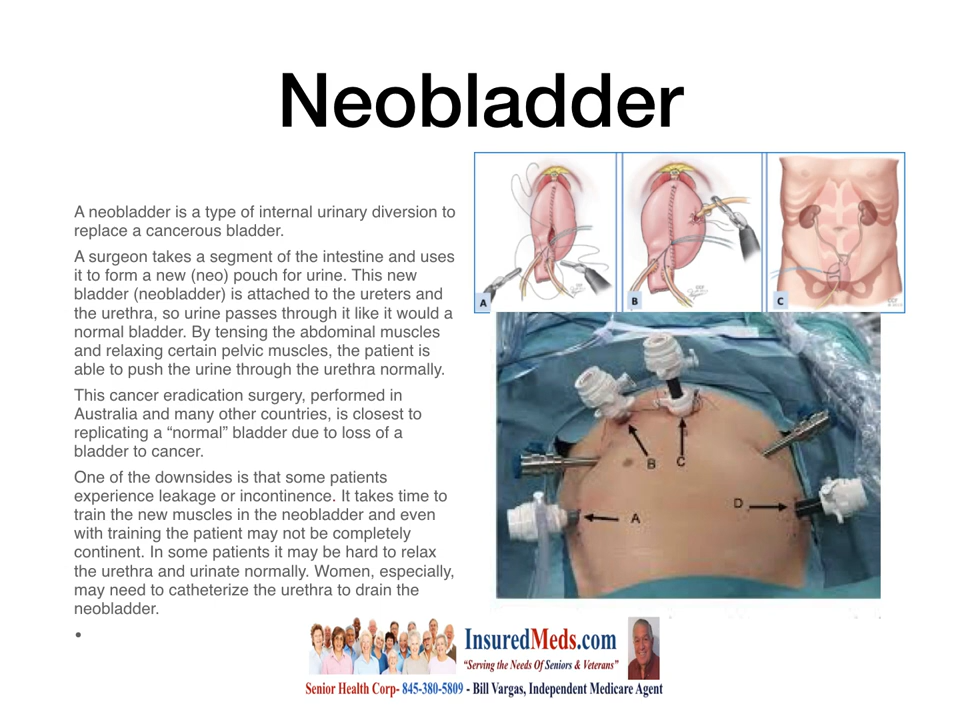 Neobladder
A neobladder is a type of internal urinary diversion to
replace a cancerous bladder.
A surgeon takes a segment of the intestine and uses
it to form a new (neo) pouch for urine. This new
bladder (neobladder) is attached to the ureters and
the urethra, so urine passes through it like it would a
normal bladder. By tensing the abdominal muscles
and relaxing certain pelvic muscles, the patient is
able to push the urine through the urethra normally.
This cancer eradication surgery, performed in
Australia and many other countries, is closest to
replicating a “normal” bladder due to loss of a
bladder to cancer.
One of the downsides is that some patients
experience leakage or incontinence. It takes time to
train the new muscles in the neobladder and even
with training the patient may not be completely
continent. In some patients it may be hard to relax
the urethra and urinate normally. Women, especially,
may need to catheterize the urethra to drain the
neobladder.
•
A
B
C
B
C
A
D
InsuredMeds.com
“Serving the Needs Of Seniors & Veterans”
Senior Health Corp- 845-380-5809 - Bill Vargas, Independent Medicare Agent